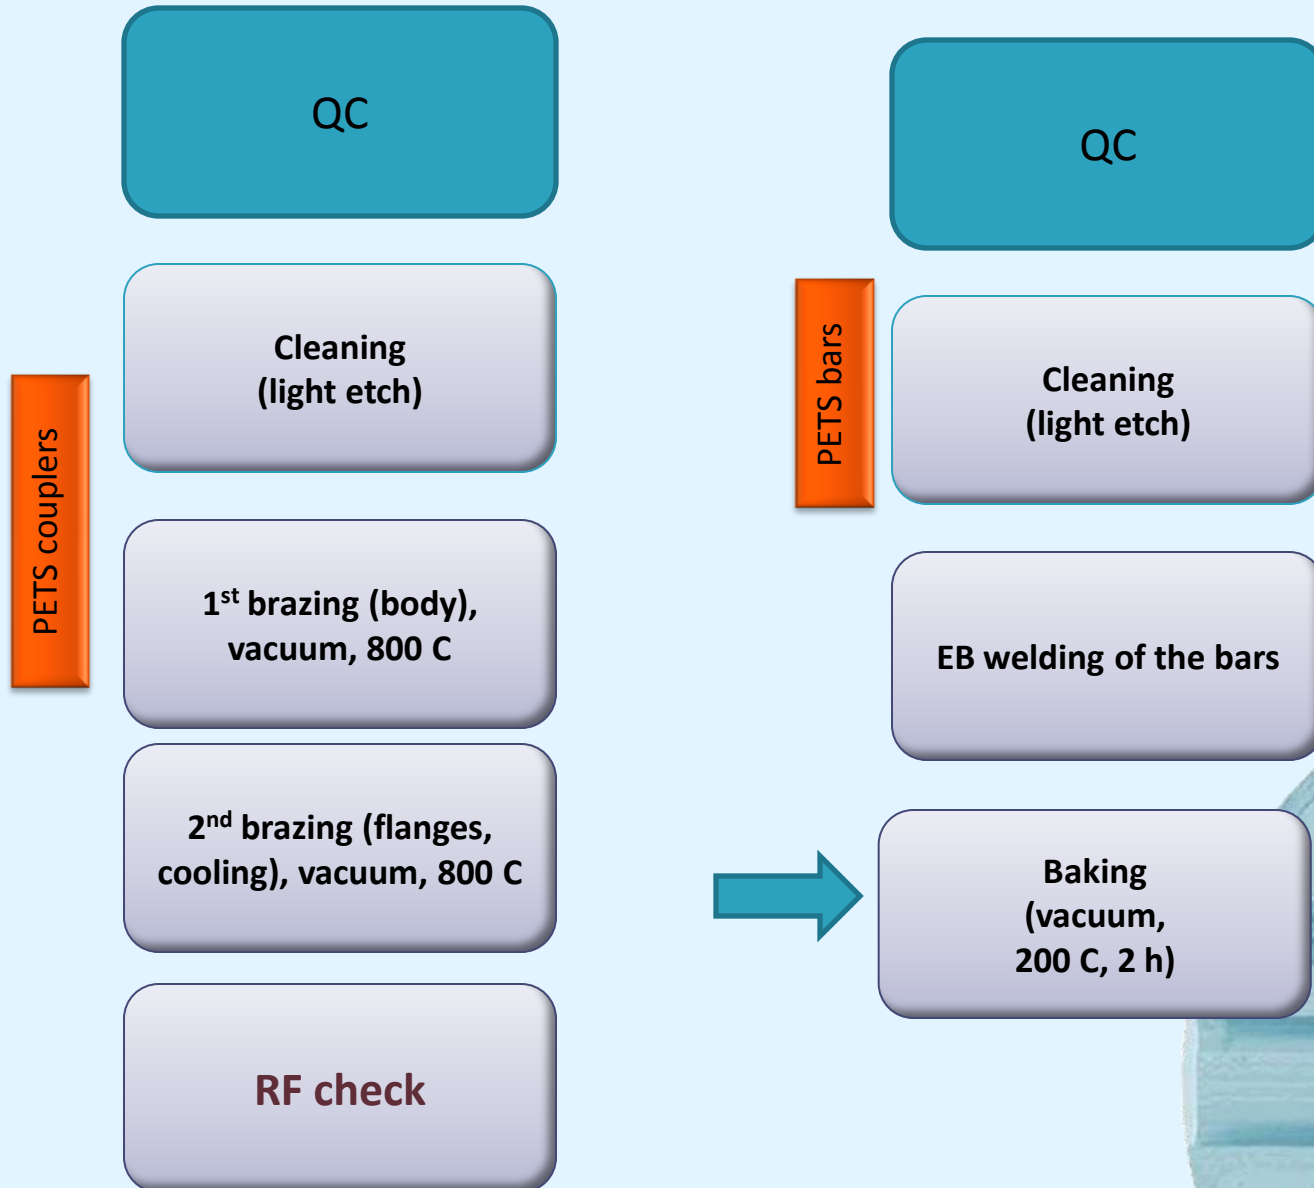 QC
PETS couplers
Cleaning
(light etch)
1st brazing (body),
vacuum, 800 C
2nd brazing (flanges,
cooling), vacuum, 800 C
RF check
QC
PETS bars
Cleaning
(light etch)
EB welding of the bars
Baking
(vacuum,
200 C, 2 h)